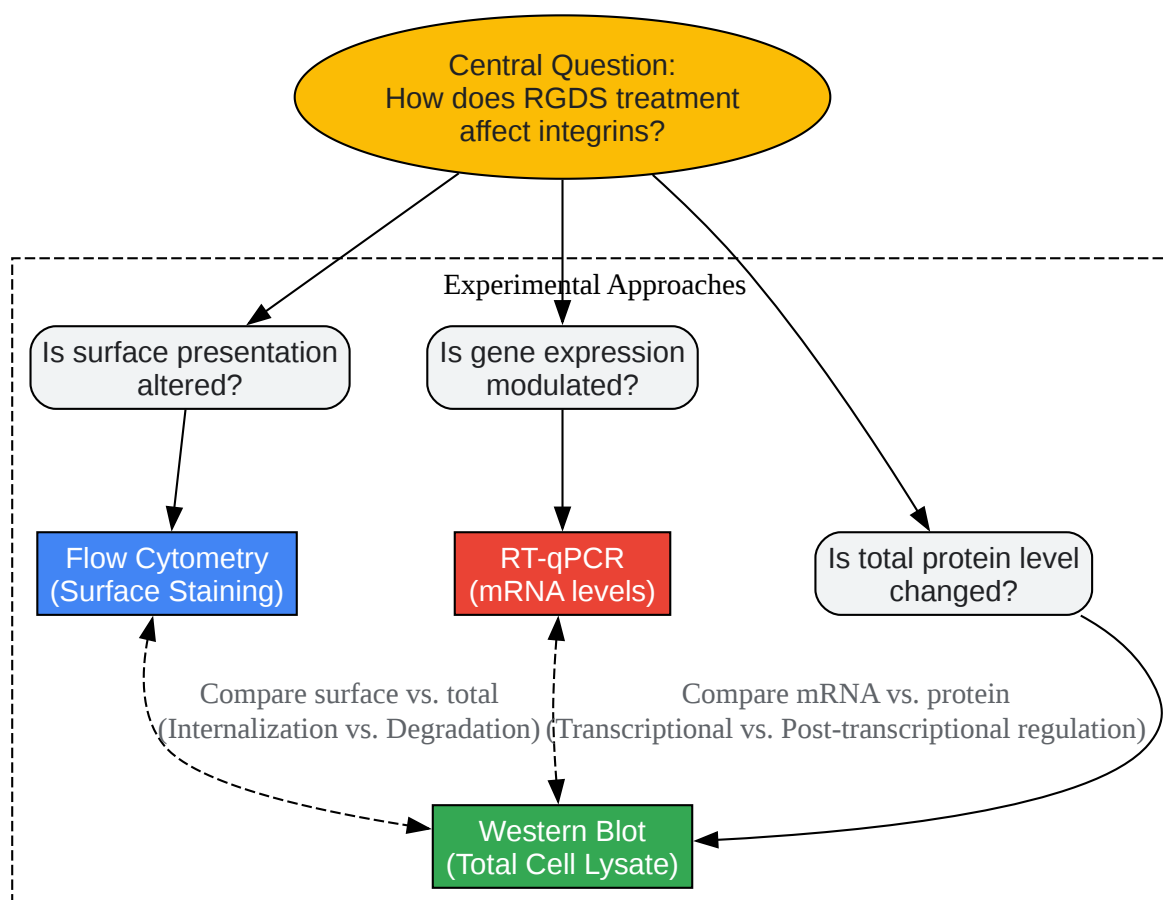 Central Question:
How does RGDS treatment
affect integrins?
Experimental Approaches
Is surface presentation
altered?
Is gene expression
modulated?
Flow Cytometry
(Surface Staining)
RT-qPCR
(mRNA levels)
Is total protein level
changed?
Compare surface vs. total
(Internalization vs. Degradation)
Compare mRNA vs. protein
(Transcriptional vs. Post-transcriptional regulation)
Western Blot
(Total Cell Lysate)